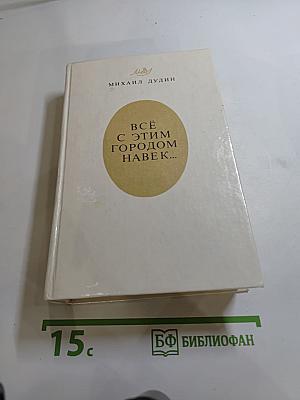 МИХАИЛ ДУДИН
ВСЁ
С ЭТИМ
ГОРОДОМ
НАВЕК...
15с
БФ БИБЛИОФАН